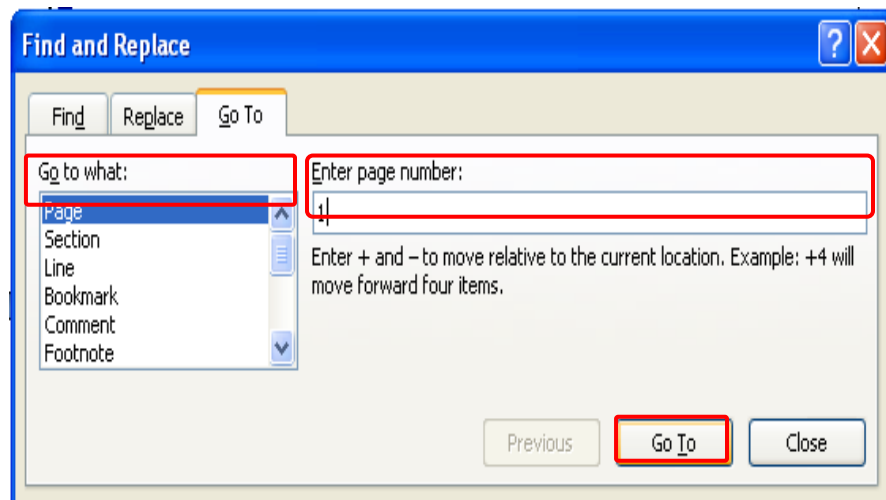 Find and Replace
Find
Replace
Go To
Go to what:
Page
Section
Line
Bookmark
Comment
Footnote
Enter page number:
1
Enter + and – to move relative to the current location. Example: +4 will
move forward four items.
Previous
Go To
Close